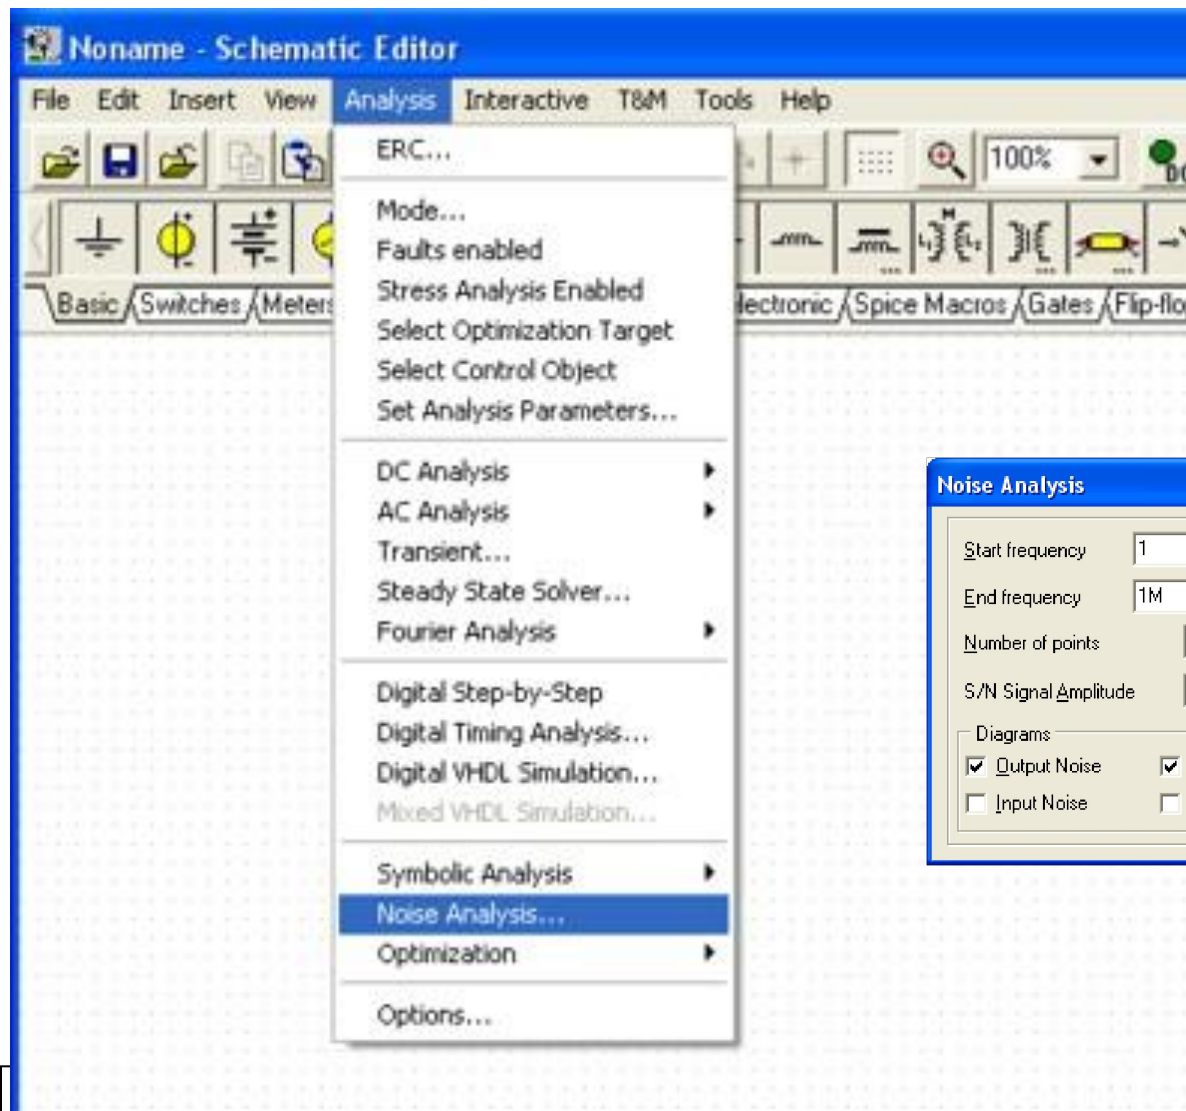 Noname - Schematic Editor
File Edit Insert View Analysis Interactive T&M Tools Help
100%
Basic Switches Meters
Spice Macros Gates
ERC...
Mode...
Faults enabled
Stress Analysis Enabled
Select Optimization Target
Select Control Object
Set Analysis Parameters...
DC Analysis
AC Analysis
Transient...
Steady State Solver...
Fourier Analysis
Digital Step-by-Step
Digital Timing Analysis...
Digital VHDL Simulation...
Mixed VHDL Simulation...
Symbolic Analysis
Noise Analysis...
Optimization
Options...
Noise Analysis
Start frequency 1
End frequency 1M
Number of points
S/N Signal Amplitude
Diagrams
Output Noise
Input Noise